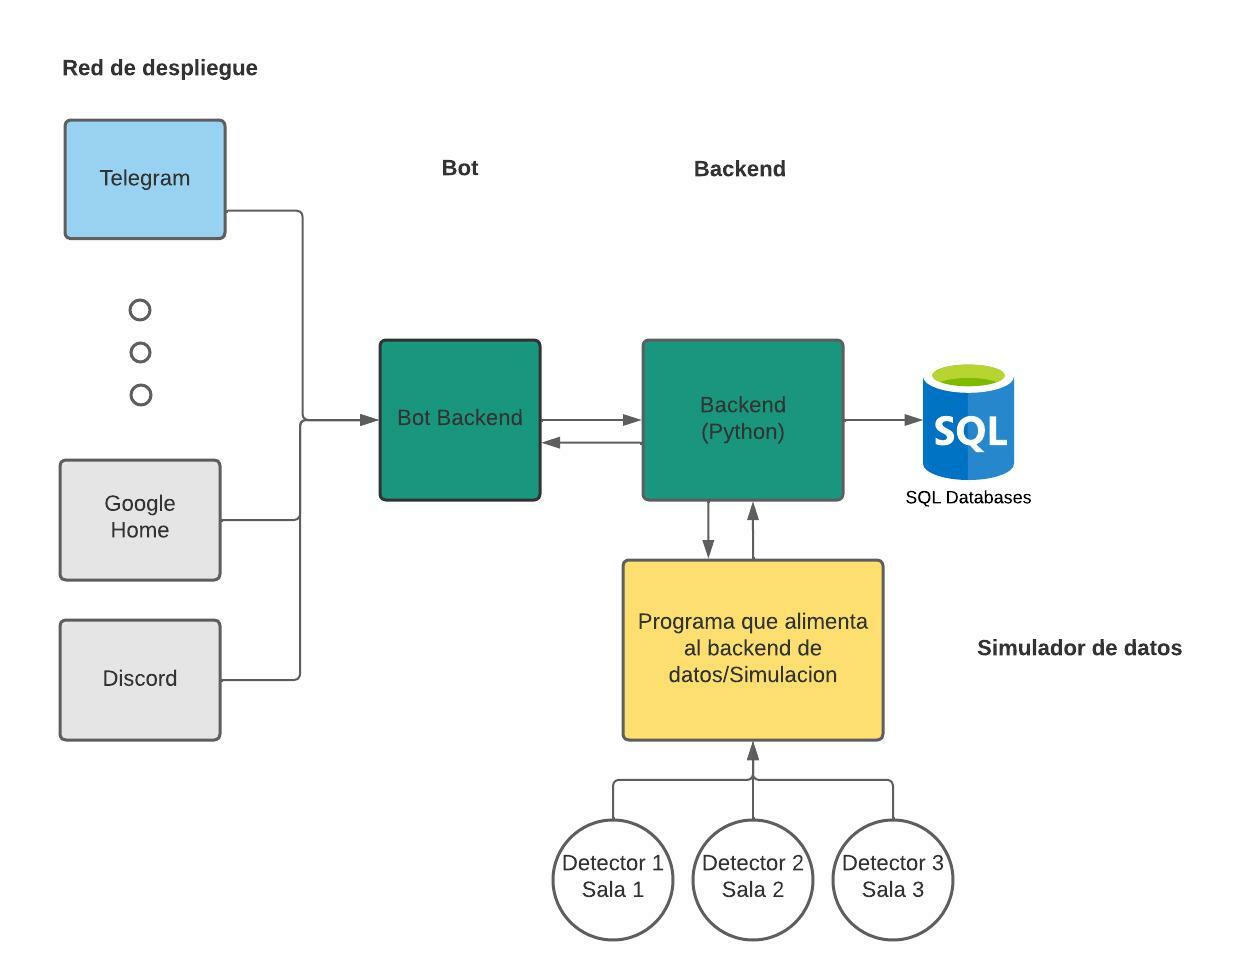 Red de despliegue
Telegram
Bot
Backend
Bot Backend
Backend
(Python)
SQL
SQL Databases
Google
Home
Discord
Programa que alimenta
al backend de
datos/Simulacion
Simulador de datos
Detector 1
Sala 1
Detector 2
Sala 2
Detector 3
Sala 3